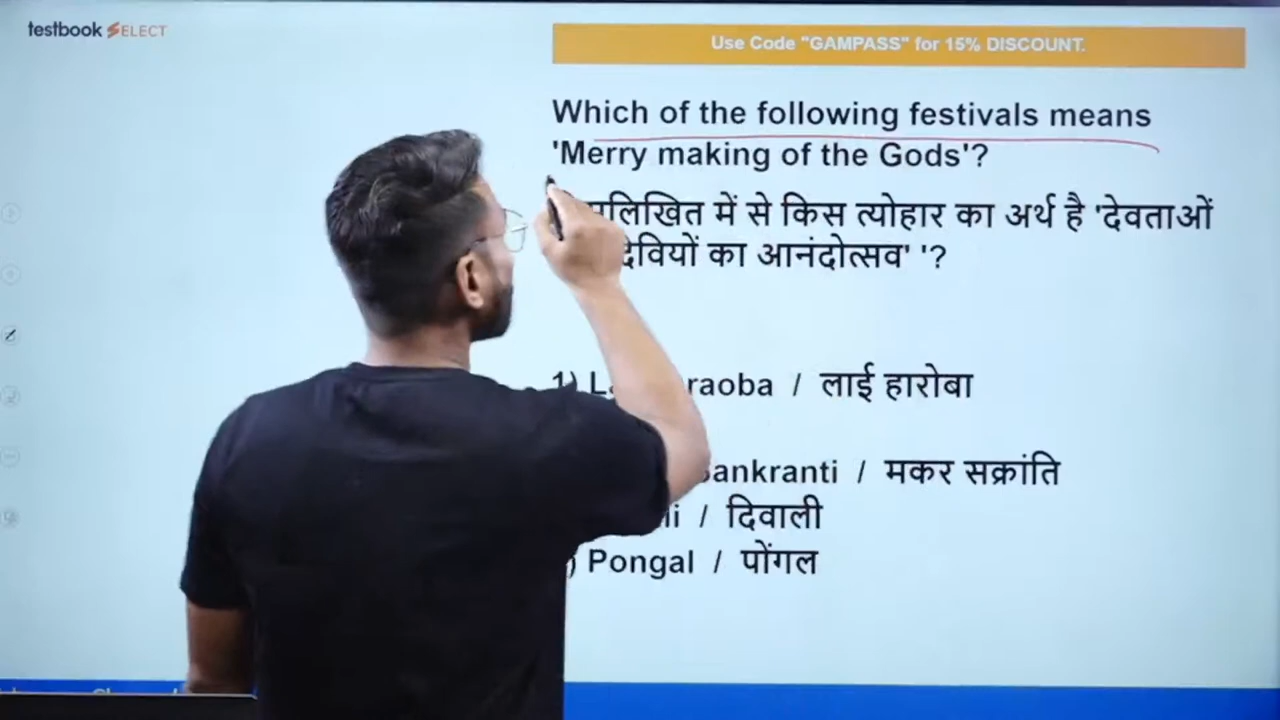 testbook SELECT
Use Code "GAMPASS" for 15% DISCOUNT.
Which of the following festivals means
'Merry making of the Gods'?
में से किस त्योहार का अर्थ है 'देवताओं
देवियों का आनंदोत्सव' '?
1) raoba / लाई हारोबा
Sankranti / मकर सक्रांति
/ दिवाली
) Pongal / पोंगल